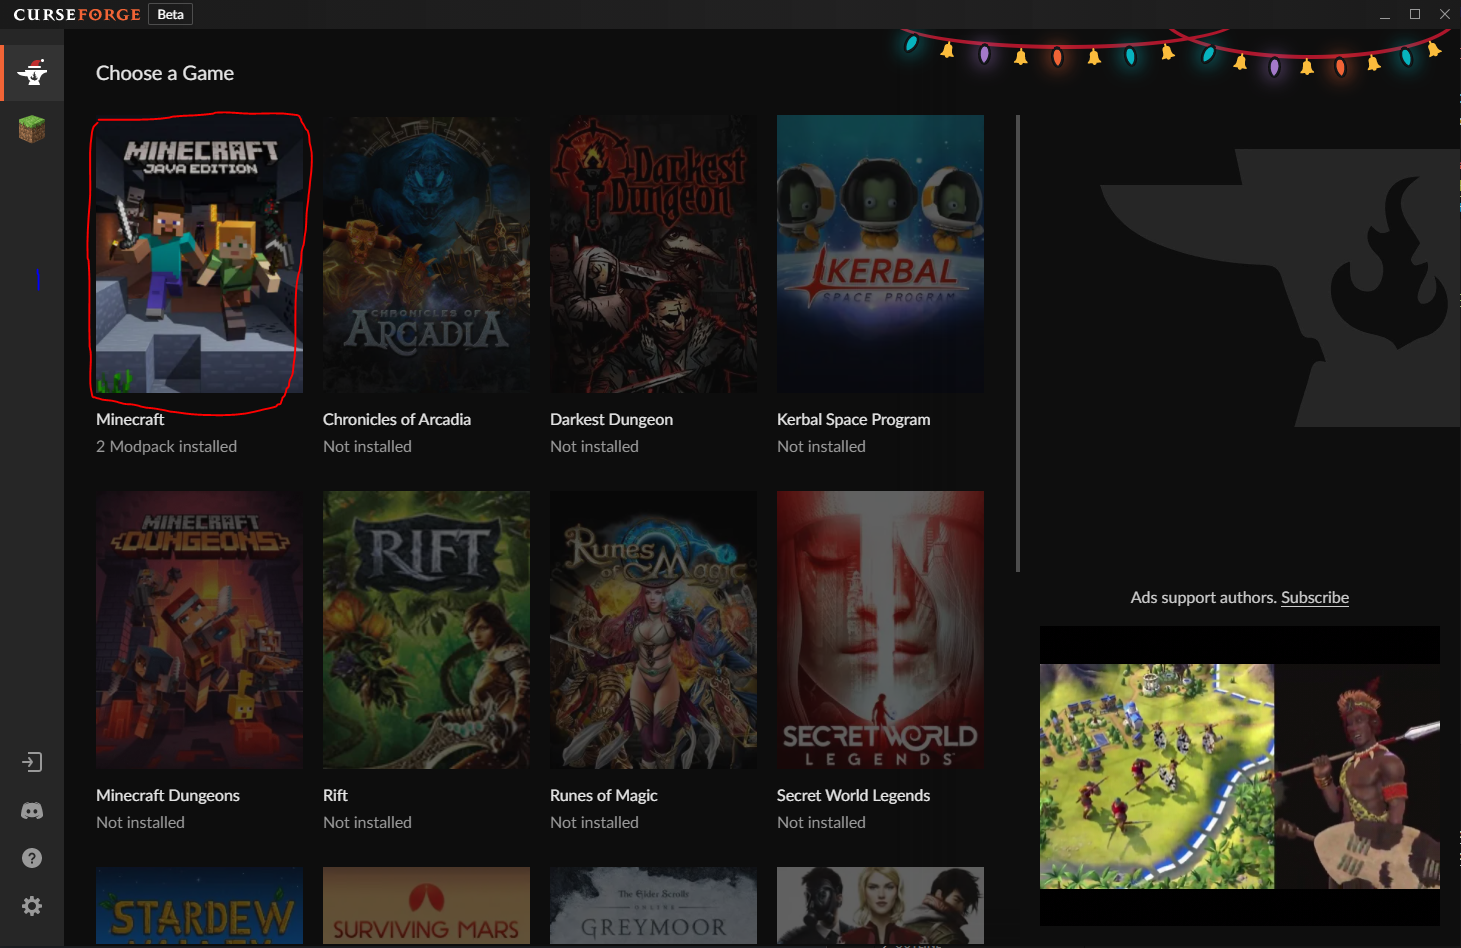 CURSEFORGE Beta
Choose a Game
MINECRAFT
JAVA EDITION
CHRONICLES OF
ARCADIA
Darkest
Dungeon
KERBAL
SPACE PROGRAM
Minecraft
2 Modpack installed
Chronicles of Arcadia
Not installed
Darkest Dungeon
Not installed
Kerbal Space Program
Not installed
MINECRAFT
DUNGEONS
RIFT
Runes
of Magic
SECRET WORLD
LEGENDS
Ads support authors. Subscribe
Minecraft Dungeons
Not installed
Rift
Not installed
Runes of Magic
Not installed
Secret World Legends
Not installed
STARDEW
VALLEY
SURVIVING MARS
The Elder Scrolls
ONLINE
GREYMOOR